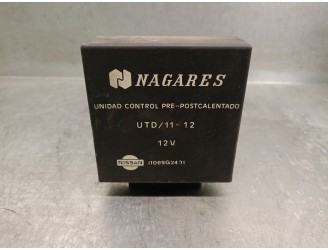 NAGARES
UNIDAD CONTROL PRE-POSTCALENTADO
UTD/11-12
12V
NISSAN